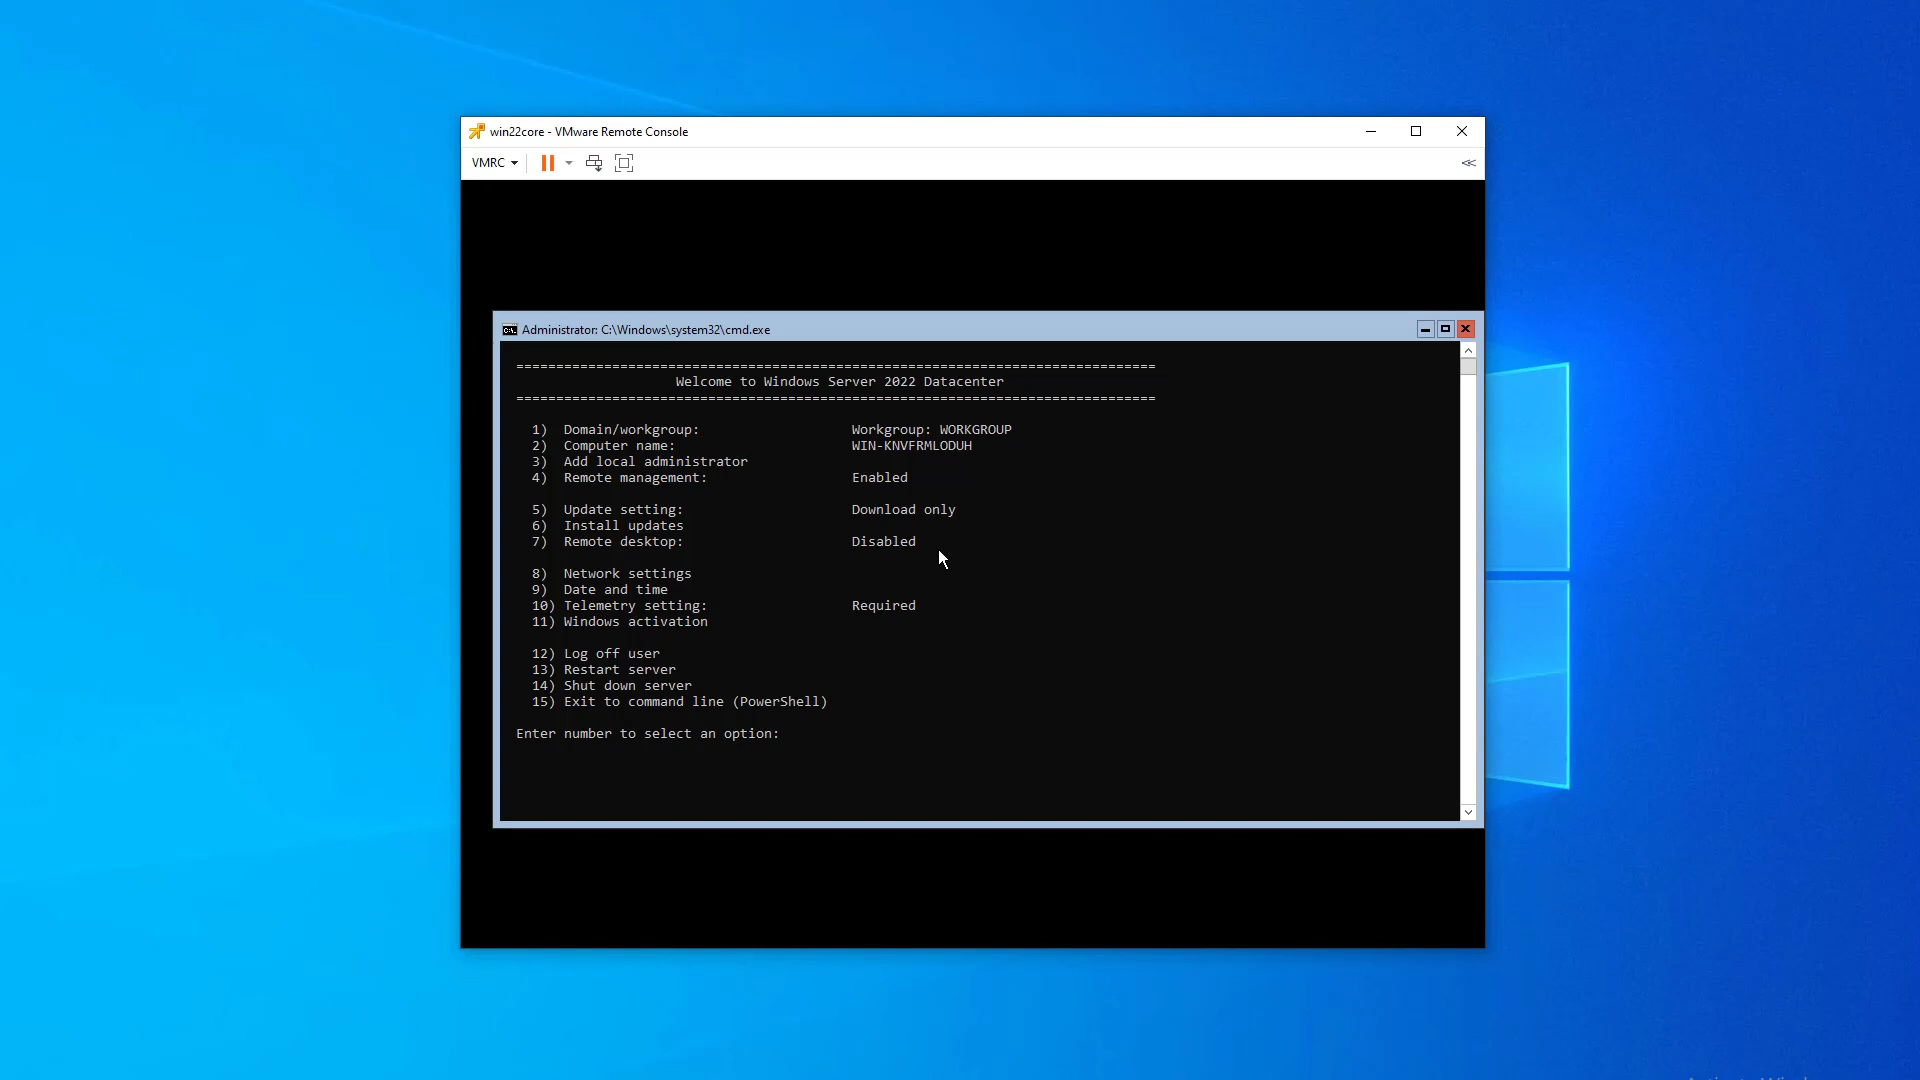 win22core - VMware Remote Console
VMRC
Administrator: C:\Windows\system32\cmd.exe
================================================================================
Welcome to Windows Server 2022 Datacenter
================================================================================
1) Domain/workgroup: Workgroup: WORKGROUP
2) Computer name: WIN-KNVFRMLODUH
3) Add local administrator
4) Remote management: Enabled
5) Update setting: Download only
6) Install updates
7) Remote desktop: Disabled
8) Network settings
9) Date and time
10) Telemetry setting: Required
11) Windows activation
12) Log off user
13) Restart server
14) Shut down server
15) Exit to command line (PowerShell)
Enter number to select an option: